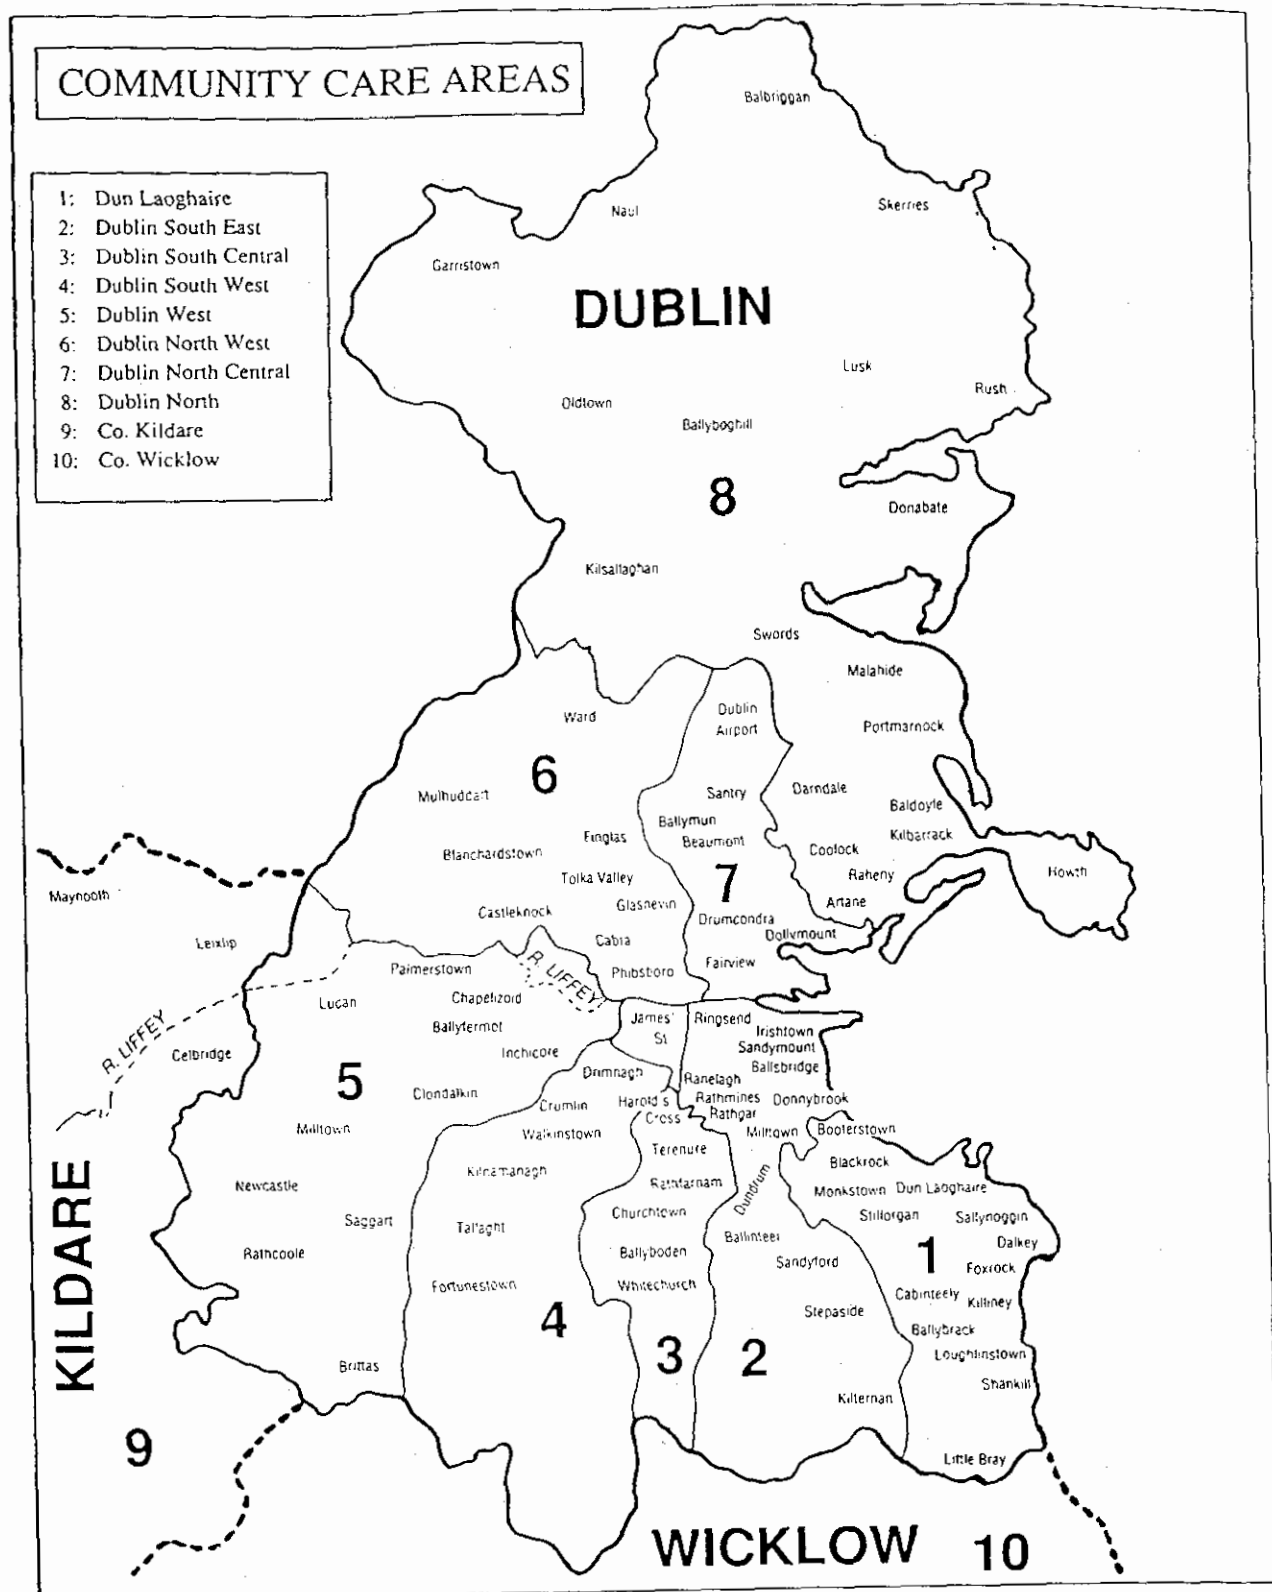 COMMUNITY CARE AREAS
1: Dun Laoghaire
2: Dublin South East
3: Dublin South Central
4: Dublin South West
5: Dublin West
6: Dublin North West
7: Dublin North Central
8: Dublin North
9: Co. Kildare
10: Co. Wicklow
Balbriggan
Naul
Skerries
Garristown
DUBLIN
Lusk
Rush
Oldtown
Ballyboghill
8
Donabate
Kilsallaghan
Swords
Malahide
Ward
Dublin
Airport
Portmarnock
6
Mulhuddart
Santry
Darndale
Baldoyle
Ballymun
Finglas
Beaumont
Kilbarrack
Blanchardstown
Coolock
Tolka Valley
7
Raheny
Howth
Maynooth
Castleknock
Glasnevin
Drumcondra
Artane
Dollymount
Leixlip
Cabra
Palmerstown
R. LIFFEY
Phibsboro
Fairview
Lucan
Chapelizod
James'
St
Ringsend
R. LIFFEY
Ballyfermot
Irishtown
Sandymount
Celbridge
Inchicore
Ballsbridge
5
Drimnagh
Ranelagh
Clondalkin
Crumlin
Harold's
Cross
Rathmines
Rathgar
Donnybrook
Milltown
Walkinstown
Milltown
Booterstown
Terenure
Blackrock
Kilnamanagh
Dundrum
Newcastle
Rathfarnam
Monkstown
Dun Laoghaire
Saggart
Tallaght
Churchtown
Stillorgan
Sallynoggin
Ballinteer
Dalkey
Rathcoole
Ballyboden
Sandyford
1
Foxrock
Fortunestown
Whitechurch
Cabinteely
Killiney
KILDARE
4
Stepaside
Ballybrack
3
2
Loughlinstown
Brittas
Shankill
Kilternan
9
Little Bray
WICKLOW
10